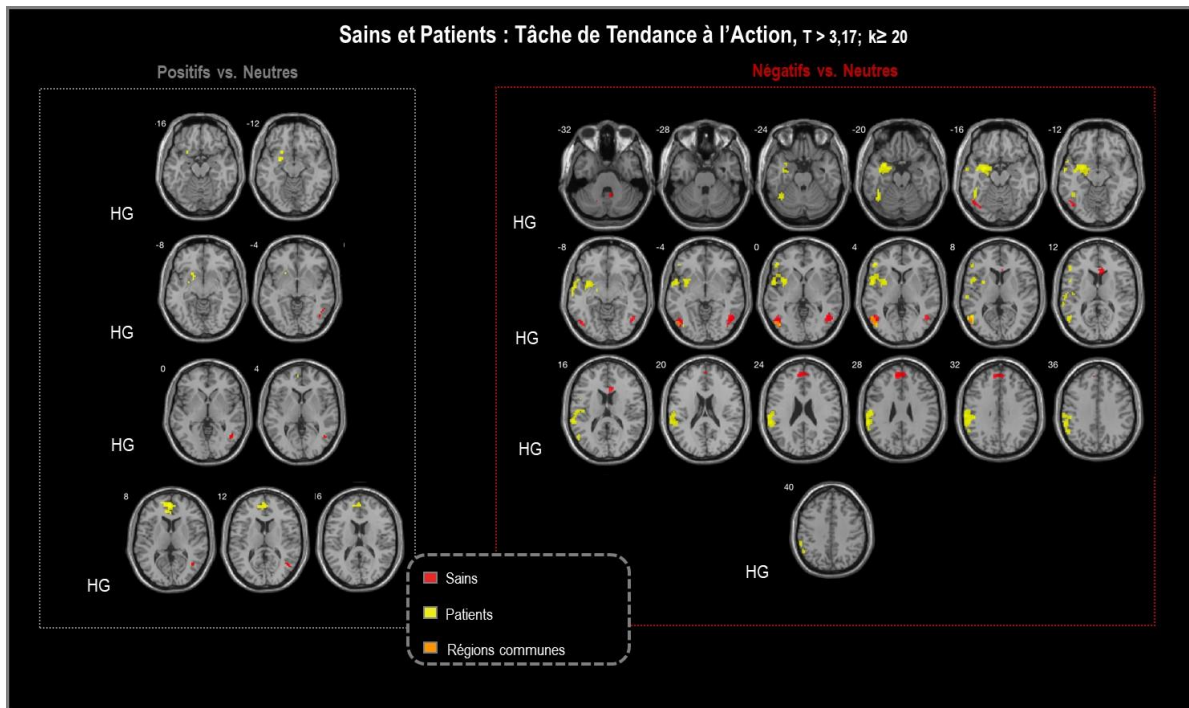 Sains et Patients : Tâche de Tendance à l'Action, T > 3,17; k≥ 20
Positifs vs. Neutres
-16 -12
HG
-8 -4
HG
0 4
HG
8 12 16
HG
Négatifs vs. Neutres
-32 -28 -24 -20 -16 -12
HG
-8 -4 0 4 8 12
16 20 24 28 32 36
HG
40
HG
Sains
Patients
Régions communes